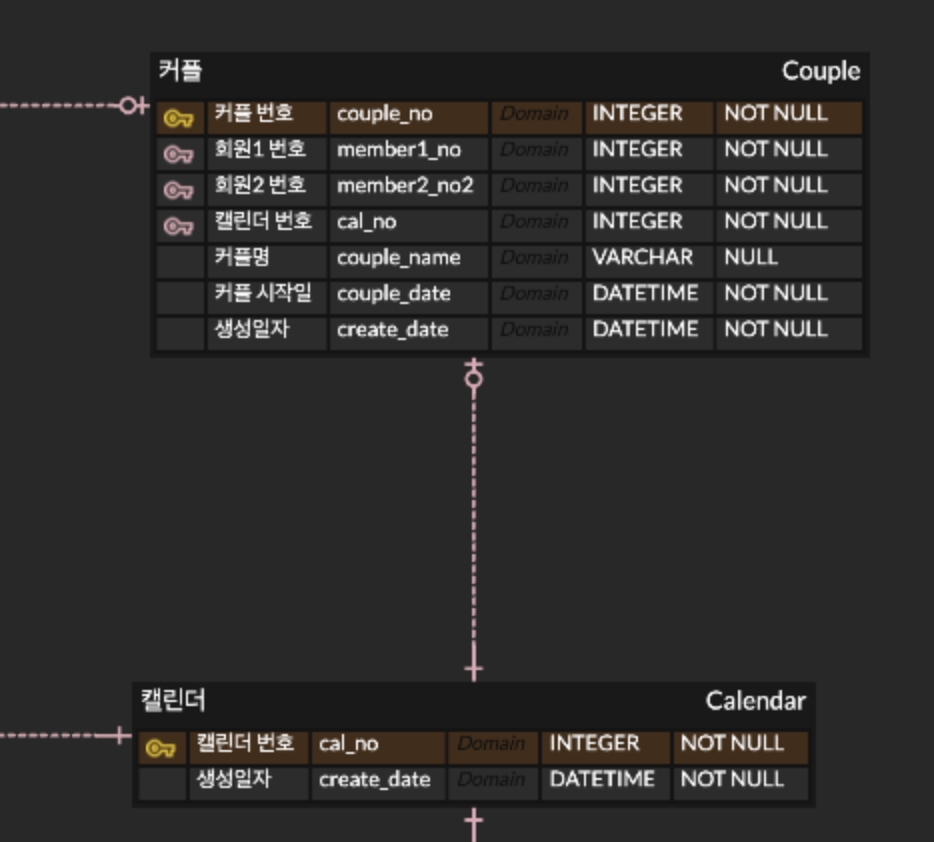 커플 Couple
커플 번호 couple_no Domain INTEGER NOT NULL
회원1 번호 member1_no Domain INTEGER NOT NULL
회원2 번호 member2_no2 Domain INTEGER NOT NULL
캘린더 번호 cal_no Domain INTEGER NOT NULL
커플명 couple_name Domain VARCHAR NULL
커플 시작일 couple_date Domain DATETIME NOT NULL
생성일자 create_date Domain DATETIME NOT NULL
캘린더 Calendar
캘린더 번호 cal_no Domain INTEGER NOT NULL
생성일자 create_date Domain DATETIME NOT NULL